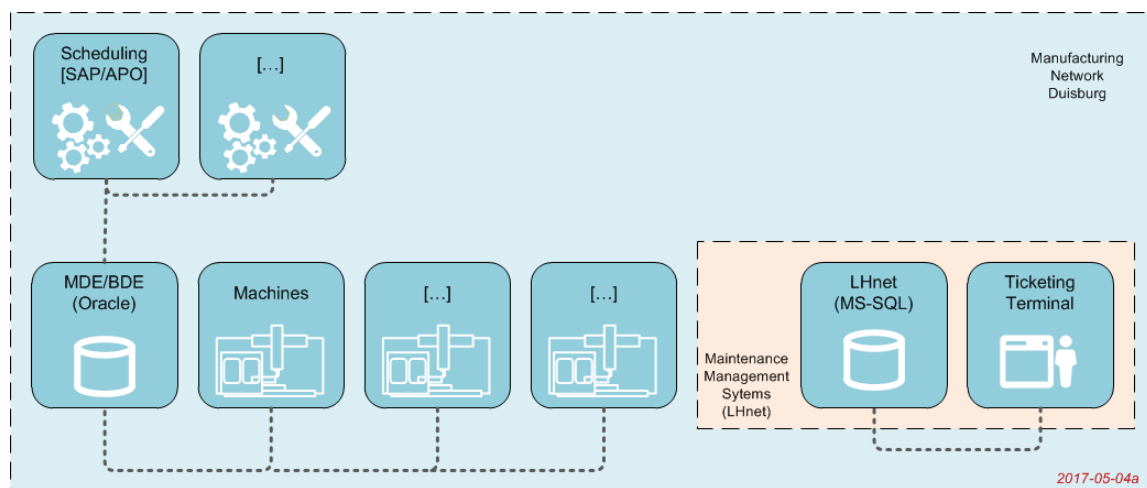 Scheduling
[SAP/APO]
[...]
Manufacturing
Network
Duisburg
MDE/BDE
(Oracle)
Machines
[...]
[...]
LHnet
(MS-SQL)
Ticketing
Terminal
Maintenance
Management
Sytems
(LHnet)
2017-05-04a